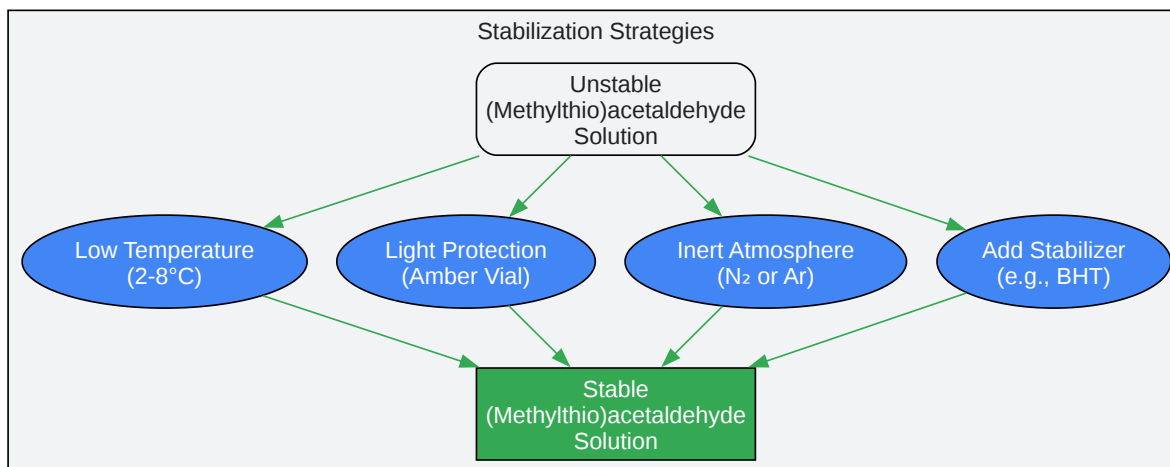 Stabilization Strategies
Unstable
(Methylthio)acetaldehyde
Solution
Low Temperature
(2-8°C)
Light Protection
(Amber Vial)
Inert Atmosphere
(N₂ or Ar)
Add Stabilizer
(e.g., BHT)
Stable
(Methylthio)acetaldehyde
Solution